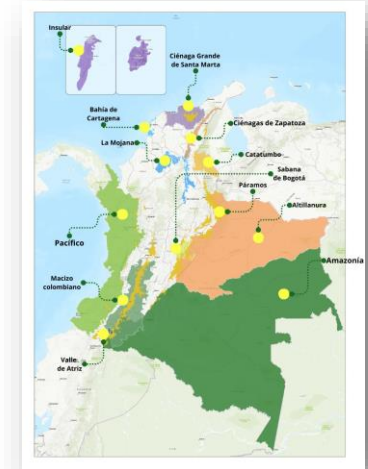 Insular
Ciénaga Grande
de Santa Marta
Bahía de
Cartagena
Ciénagas de Zapatoza
La Mojana
Catatumbo
Sabana
de Bogotá
Páramos
Altillanura
Pacífico
Amazonía
Macizo
colombiano
Valle
de Atriz